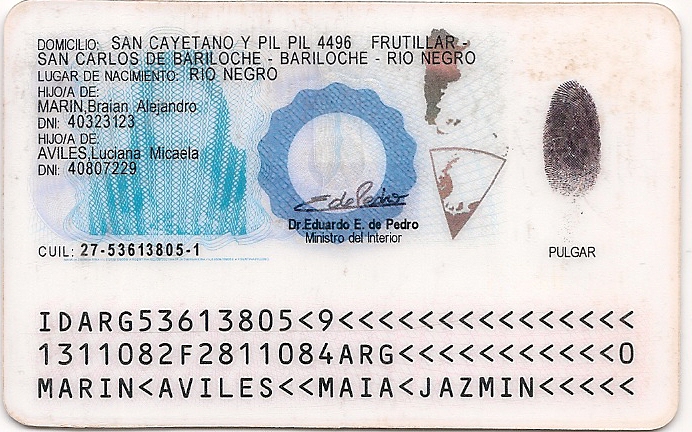 DOMICILIO: SAN CAYETANO Y PIL PIL 4496 FRUTILLAR -
SAN CARLOS DE BARILOCHE - BARILOCHE - RIO NEGRO
LUGAR DE NACIMIENTO: RIO NEGRO
HIJO/A DE:
MARIN,Braian Alejandro
DNI: 40323123
HIJO/A DE:
AVILES,Luciana Micaela
DNI: 40807229
Dr.Eduardo E. de Pedro
Ministro del Interior
CUIL: 27-53613805-1
PULGAR
IDARG53613805<9<<<<<<<<<<<<<<<
1311082F2811084ARG<<<<<<<<<<<0
MARIN<AVILES<<MAIA<JAZMIN<<<<<